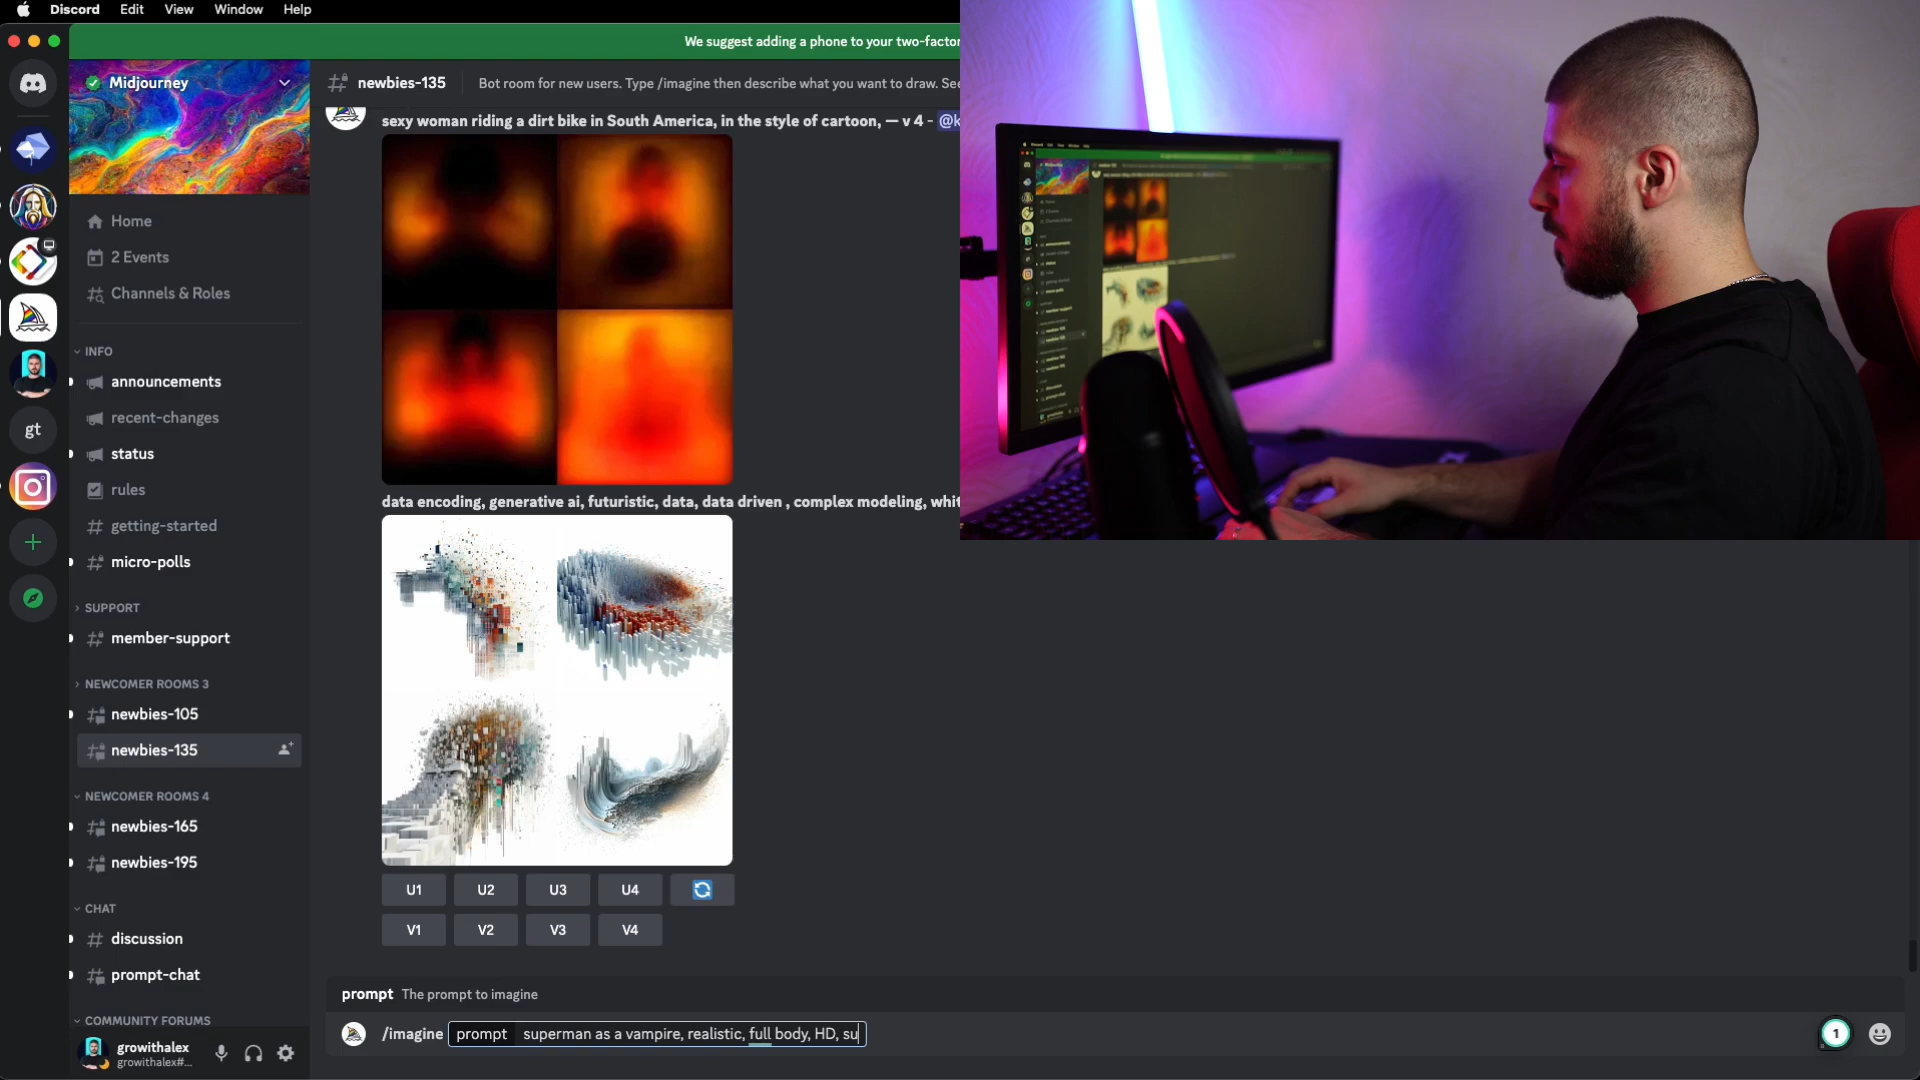 Discord Edit View Window Help
We suggest adding a phone to your two-factor
Midjourney
newbies-135
Bot room for new users. Type /imagine then describe what you want to draw. See
sexy woman riding a dirt bike in South America, in the style of cartoon, — v 4 - @k
Home
2 Events
Channels & Roles
INFO
announcements
recent-changes
status
rules
gt
data encoding, generative ai, futuristic, data, data driven , complex modeling, whit
getting-started
micro-polls
SUPPORT
member-support
NEWCOMER ROOMS 3
newbies-105
newbies-135
NEWCOMER ROOMS 4
newbies-165
newbies-195
CHAT
discussion
prompt-chat
COMMUNITY FORUMS
growithalex
growithalex#...
U1 U2 U3 U4
V1 V2 V3 V4
prompt The prompt to imagine
/imagine prompt superman as a vampire, realistic, full body, HD, su
1